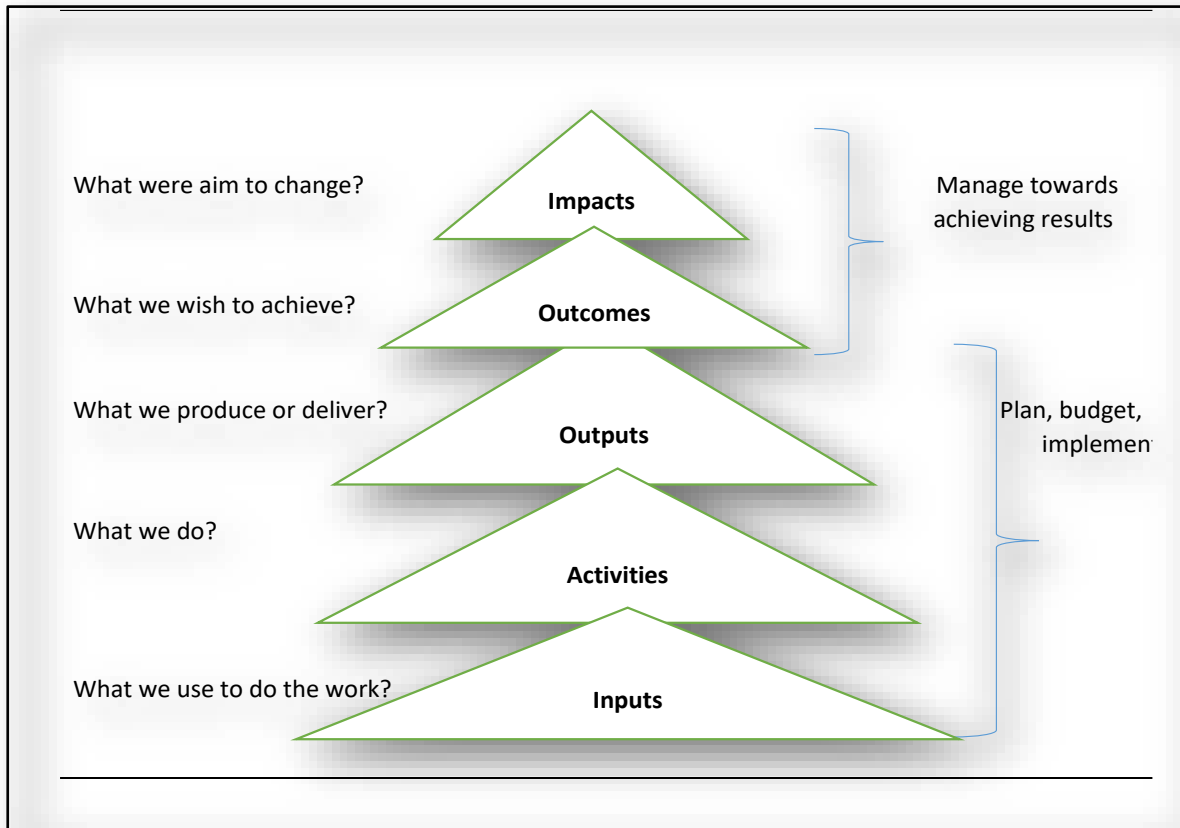 What were aim to change?
Impacts
Manage towards
achieving results
What we wish to achieve?
Outcomes
What we produce or deliver?
Outputs
Plan, budget,
implemen
What we do?
Activities
What we use to do the work?
Inputs